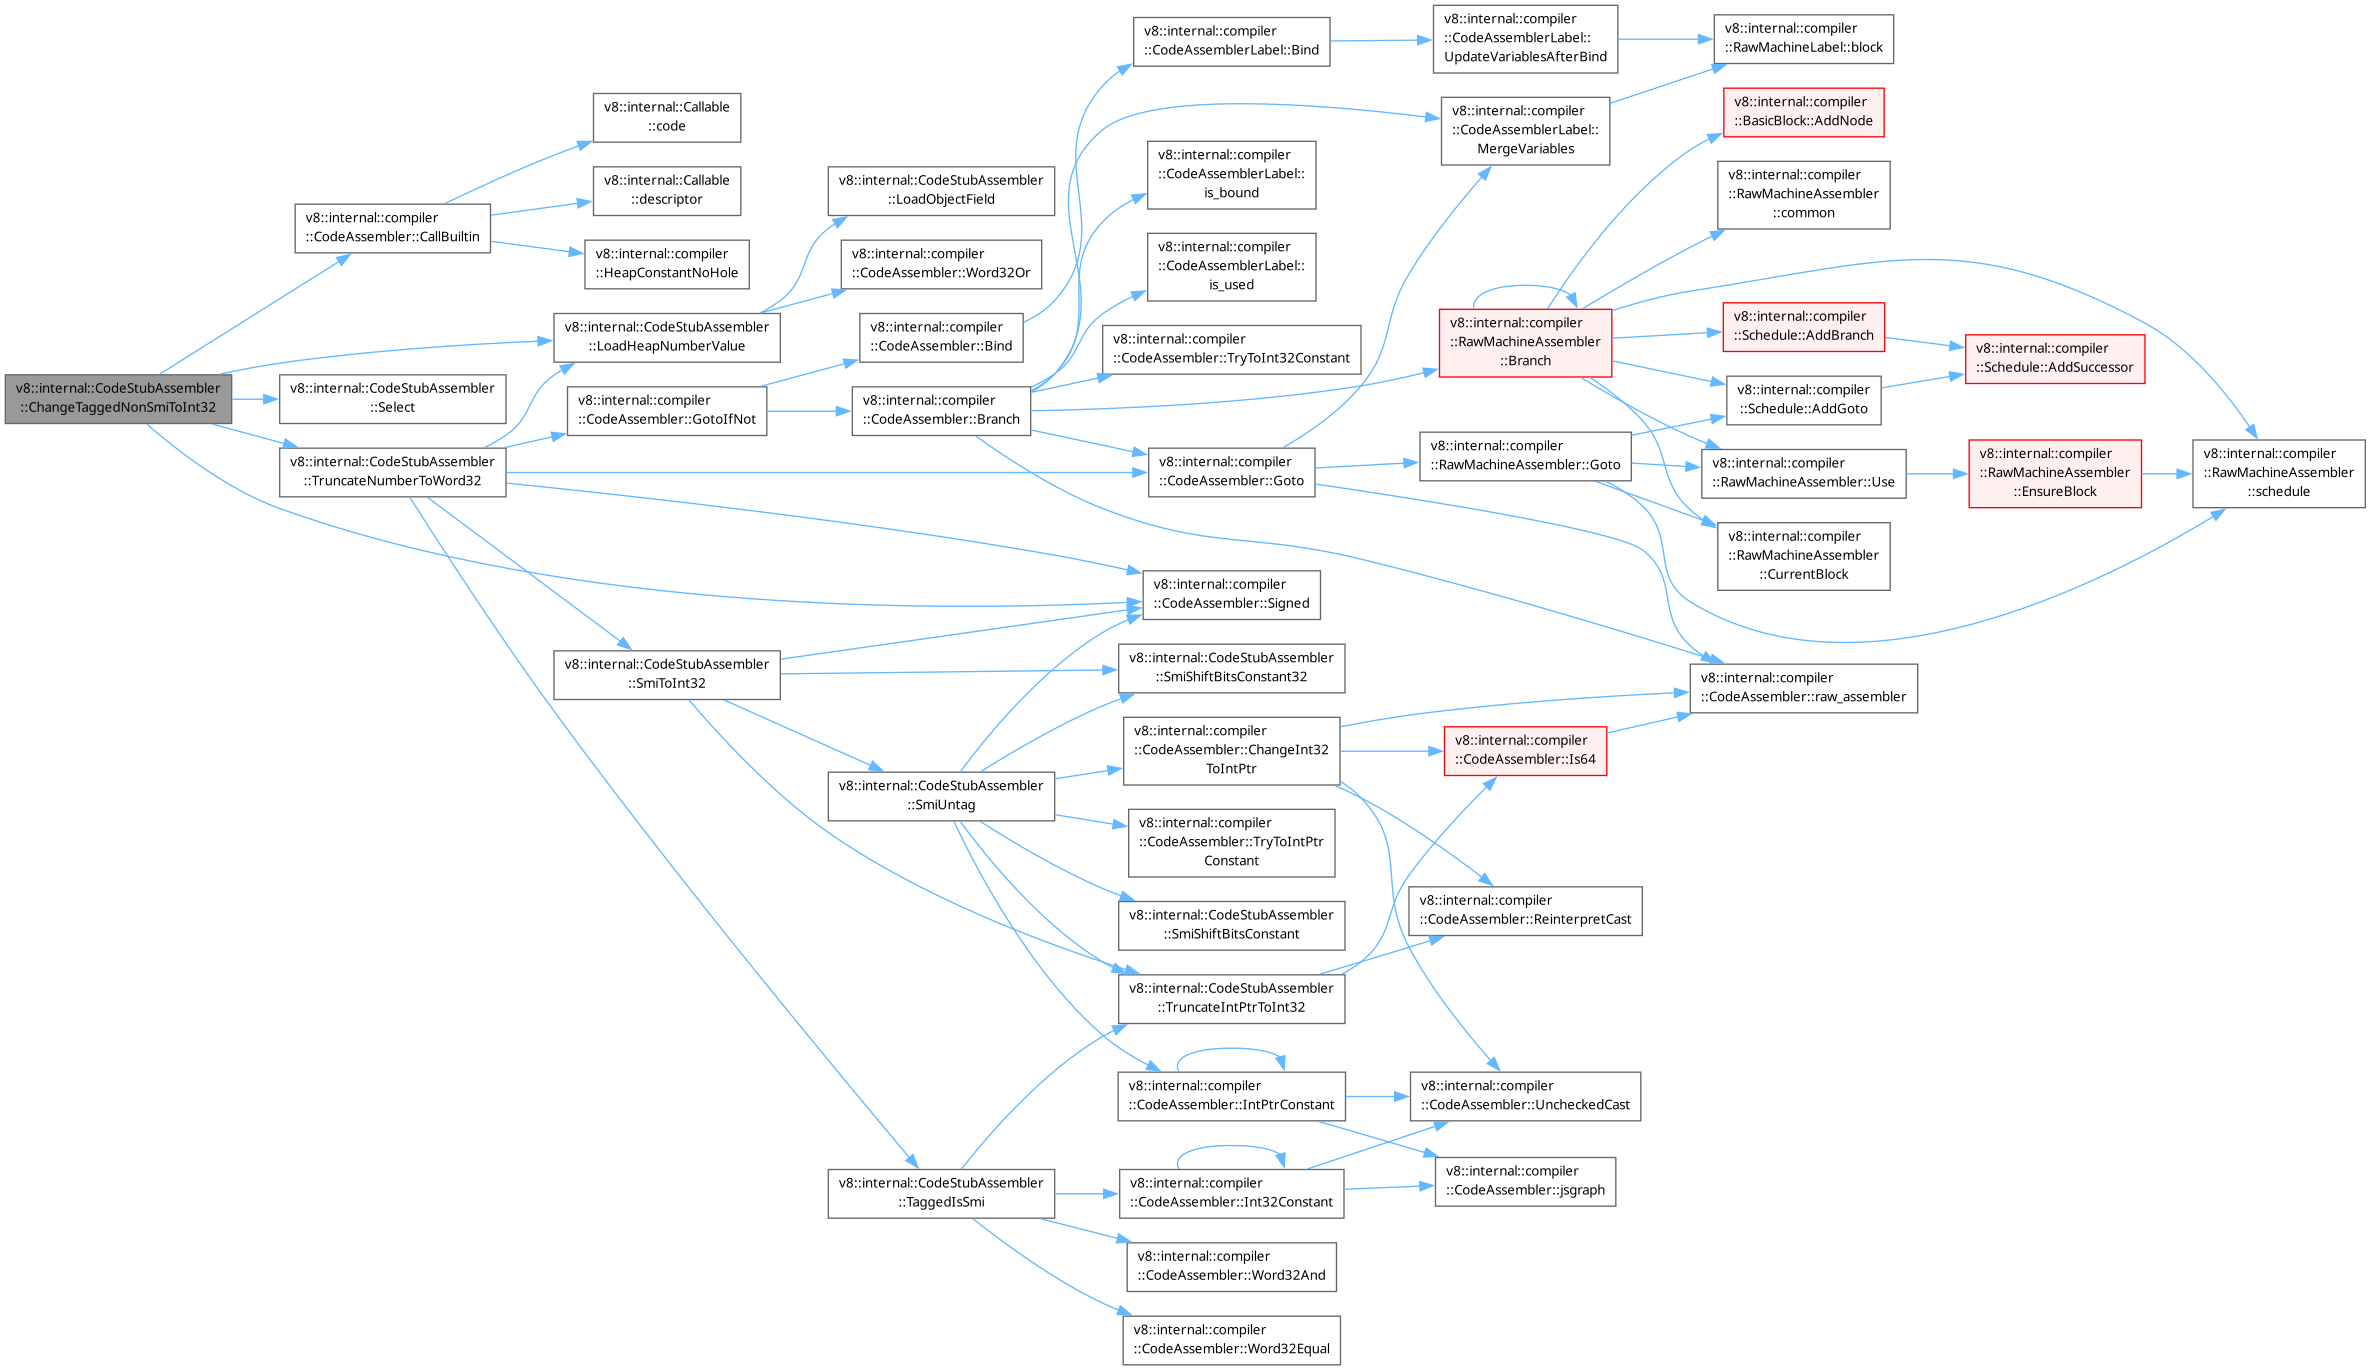 v8::internal::CodeStubAssembler
::ChangeTaggedNonSmiToInt32
v8::internal::compiler
::CodeAssembler::CallBuiltin
v8::internal::Callable
::code
v8::internal::Callable
::descriptor
v8::internal::compiler
::HeapConstantNoHole
v8::internal::CodeStubAssembler
::LoadHeapNumberValue
v8::internal::CodeStubAssembler
::LoadObjectField
v8::internal::compiler
::CodeAssembler::Word32Or
v8::internal::CodeStubAssembler
::Select
v8::internal::CodeStubAssembler
::TruncateNumberToWord32
v8::internal::compiler
::CodeAssembler::GotoIfNot
v8::internal::compiler
::CodeAssembler::Bind
v8::internal::compiler
::CodeAssembler::Branch
v8::internal::compiler
::CodeAssemblerLabel::Bind
v8::internal::compiler
::CodeAssemblerLabel::
UpdateVariablesAfterBind
v8::internal::compiler
::RawMachineLabel::block
v8::internal::compiler
::CodeAssemblerLabel::
MergeVariables
v8::internal::compiler
::CodeAssemblerLabel::
is_bound
v8::internal::compiler
::CodeAssemblerLabel::
is_used
v8::internal::compiler
::CodeAssembler::TryToInt32Constant
v8::internal::compiler
::RawMachineAssembler
::Branch
v8::internal::compiler
::BasicBlock::AddNode
v8::internal::compiler
::RawMachineAssembler
::common
v8::internal::compiler
::Schedule::AddBranch
v8::internal::compiler
::Schedule::AddSuccessor
v8::internal::compiler
::Schedule::AddGoto
v8::internal::compiler
::CodeAssembler::Goto
v8::internal::compiler
::RawMachineAssembler::Goto
v8::internal::compiler
::RawMachineAssembler::Use
v8::internal::compiler
::RawMachineAssembler
::EnsureBlock
v8::internal::compiler
::RawMachineAssembler
::schedule
v8::internal::compiler
::RawMachineAssembler
::CurrentBlock
v8::internal::compiler
::CodeAssembler::Signed
v8::internal::CodeStubAssembler
::SmiToInt32
v8::internal::CodeStubAssembler
::SmiShiftBitsConstant32
v8::internal::compiler
::CodeAssembler::raw_assembler
v8::internal::CodeStubAssembler
::SmiUntag
v8::internal::compiler
::CodeAssembler::ChangeInt32
ToIntPtr
v8::internal::compiler
::CodeAssembler::Is64
v8::internal::compiler
::CodeAssembler::TryToIntPtr
Constant
v8::internal::CodeStubAssembler
::SmiShiftBitsConstant
v8::internal::compiler
::CodeAssembler::ReinterpretCast
v8::internal::CodeStubAssembler
::TruncateIntPtrToInt32
v8::internal::compiler
::CodeAssembler::IntPtrConstant
v8::internal::compiler
::CodeAssembler::UncheckedCast
v8::internal::CodeStubAssembler
::TaggedIsSmi
v8::internal::compiler
::CodeAssembler::Int32Constant
v8::internal::compiler
::CodeAssembler::jsgraph
v8::internal::compiler
::CodeAssembler::Word32And
v8::internal::compiler
::CodeAssembler::Word32Equal